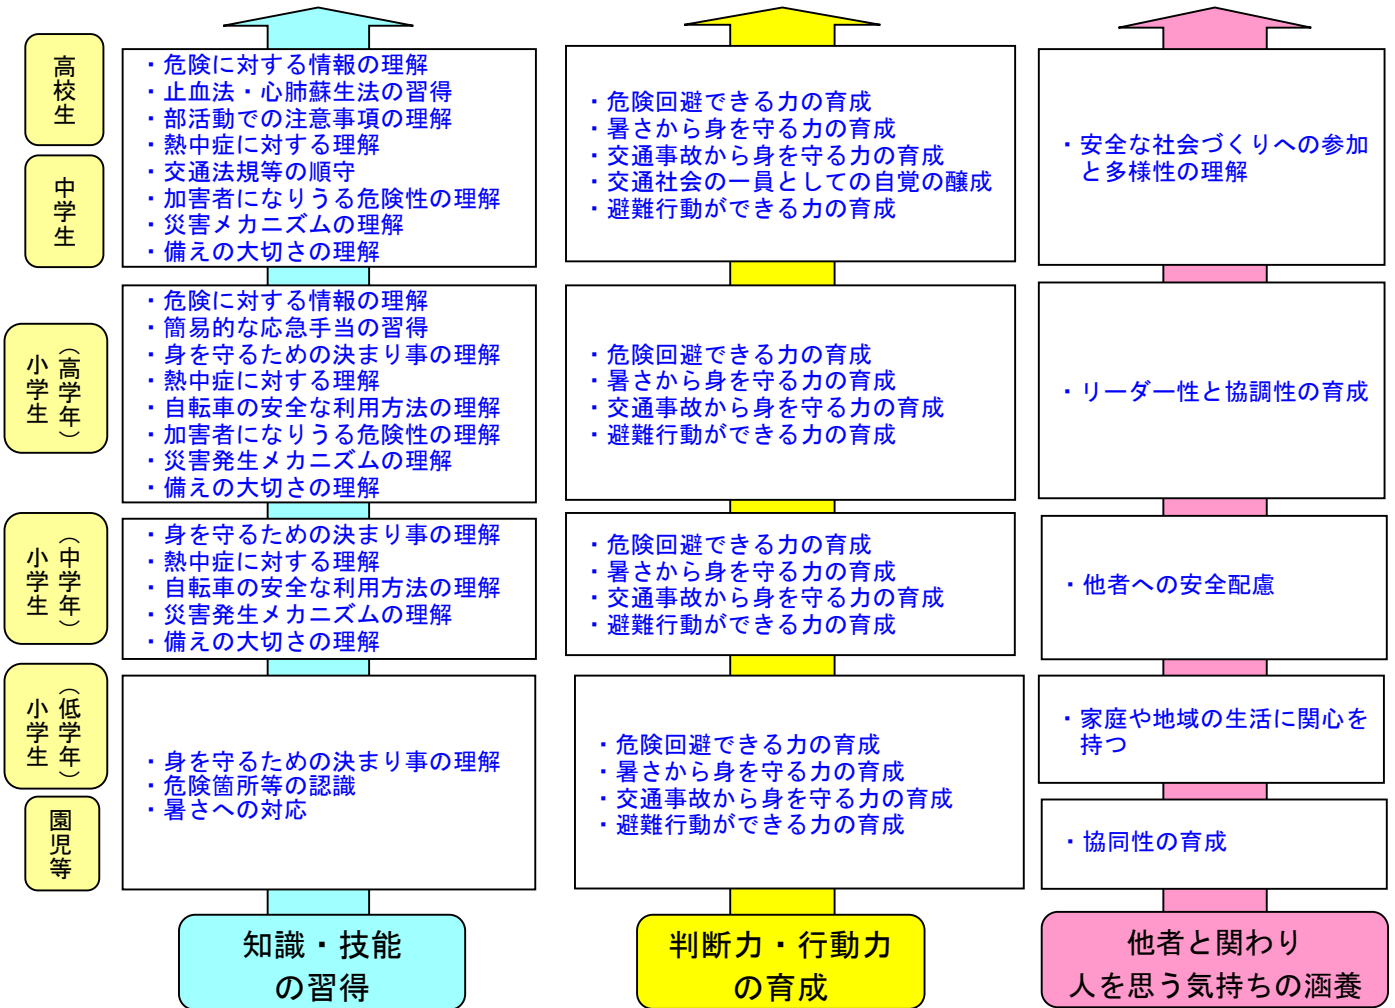 高校生
・危険に対する情報の理解
・止血法・心肺蘇生法の習得
・部活動での注意事項の理解
・熱中症に対する理解
・交通法規等の順守
・加害者になりうる危険性の理解
・災害メカニズムの理解
・備えの大切さの理解
・危険回避できる力の育成
・暑さから身を守る力の育成
・交通事故から身を守る力の育成
・交通社会の一員としての自覚の醸成
・避難行動ができる力の育成
・安全な社会づくりへの参加
と多様性の理解
中学生
小学生
（高学年）
・危険に対する情報の理解
・簡易的な応急手当の習得
・身を守るための決まり事の理解
・熱中症に対する理解
・自転車の安全な利用方法の理解
・加害者になりうる危険性の理解
・災害発生メカニズムの理解
・備えの大切さの理解
・危険回避できる力の育成
・暑さから身を守る力の育成
・交通事故から身を守る力の育成
・避難行動ができる力の育成
・リーダー性と協調性の育成
小学生
（中学年）
・身を守るための決まり事の理解
・熱中症に対する理解
・自転車の安全な利用方法の理解
・災害発生メカニズムの理解
・備えの大切さの理解
・危険回避できる力の育成
・暑さから身を守る力の育成
・交通事故から身を守る力の育成
・避難行動ができる力の育成
・他者への安全配慮
小学生
（低学年）
・身を守るための決まり事の理解
・危険箇所等の認識
・暑さへの対応
・危険回避できる力の育成
・暑さから身を守る力の育成
・交通事故から身を守る力の育成
・避難行動ができる力の育成
・家庭や地域の生活に関心を
持つ
園児等
・協同性の育成
知識・技能
の習得
判断力・行動力
の育成
他者と関わり
人を思う気持ちの涵養